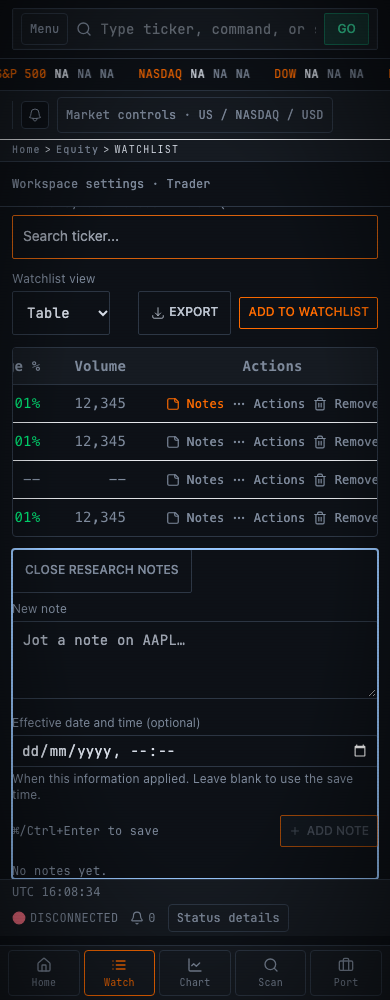 Menu Type ticker, command, or : GO
S&P 500 NA NA NA NASDAQ NA NA NA DOW NA NA NA
Market controls · US / NASDAQ / USD
Home > Equity > WATCHLIST
Workspace settings · Trader
Search ticker...
Watchlist view
Table EXPORT ADD TO WATCHLIST
e % Volume Actions
01% 12,345 Notes ··· Actions Remove
01% 12,345 Notes ··· Actions Remove
–– –– Notes ··· Actions Remove
01% 12,345 Notes ··· Actions Remove
CLOSE RESEARCH NOTES
New note
Jot a note on AAPL…
Effective date and time (optional)
dd/mm/yyyy, --:--
When this information applied. Leave blank to use the save
time.
⌘/Ctrl+Enter to save + ADD NOTE
No notes yet.
UTC 16:08:34
DISCONNECTED 0 Status details
Home Watch Chart Scan Port